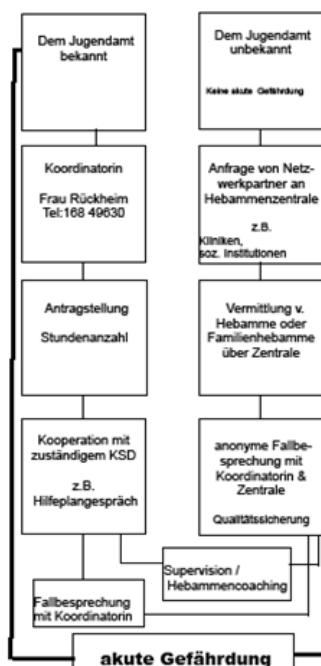 Dem Jugendamt
bekannt
Koordinatorin
Frau Rückheim
Tel:168 49630
Antragstellung
Stundenanzahl
Kooperation mit
zuständigem KSD
z.B.
Hilfeplangespräch
Fallbesprechung
mit Koordinatorin
Dem Jugendamt
unbekannt
Keine akute Gefährdung
Anfrage von Netz-
werkpartner an
Hebammenzentrale
z.B.
Kliniken,
soz. Institutionen
Vermittlung v.
Hebamme oder
Familienhebamme
über Zentrale
anonyme Fallbe-
sprechung mit
Koordinatorin &
Zentrale
Qualitätssicherung
Supervision /
Hebammencoaching
akute Gefährdung